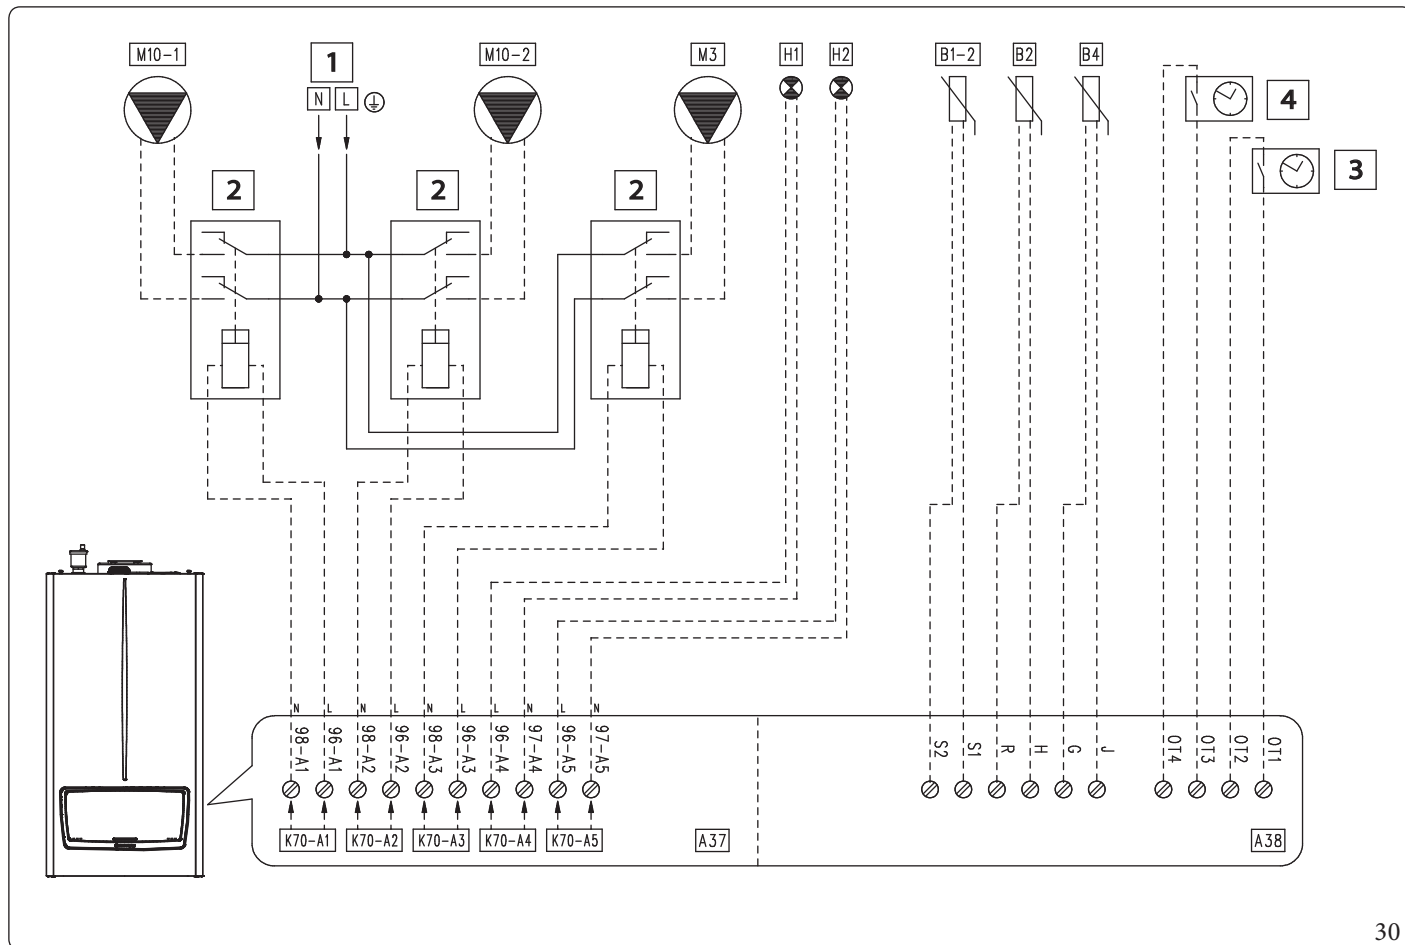 M10-1
1
M10-2
M3
H1
H2
B1-2
B2
B4
N L
4
3
2
2
2
N L N L N L L N L N
98-A1
96-A1
98-A2
96-A2
98-A3
96-A3
96-A4
97-A4
96-A5
97-A5
S2
S1
R
H
G
J
OT4
OT3
OT2
OT1
K70-A1
K70-A2
K70-A3
K70-A4
K70-A5
A37
A38
30